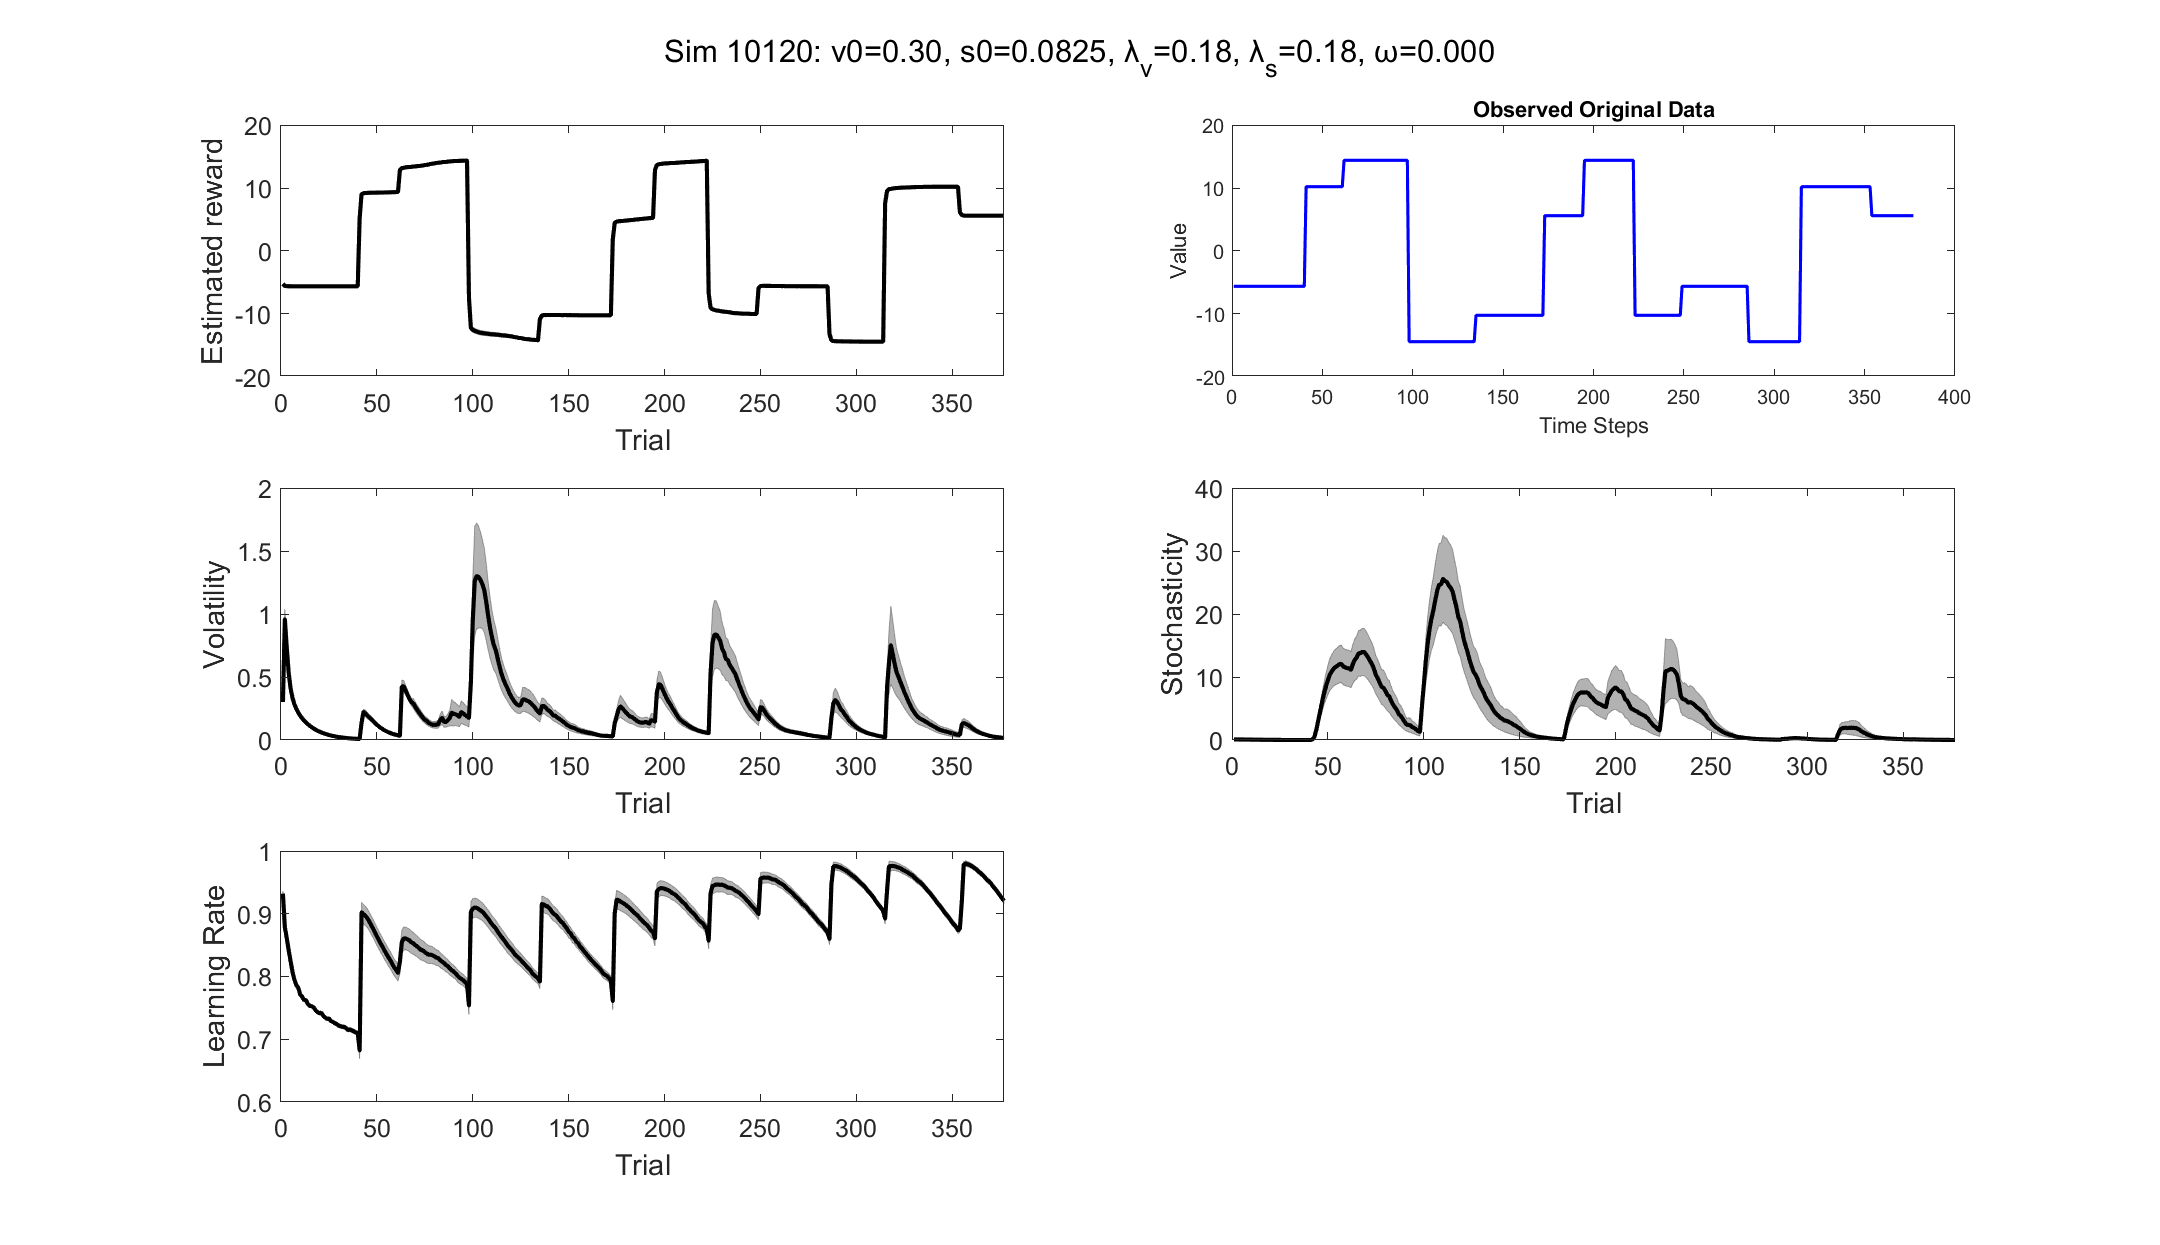 Sim 10120: v0=0.30, s0=0.0825, λv=0.18, λs=0.18, ω=0.000
Estimated reward
20
10
0
-10
-20
0 50 100 150 200 250 300 350
Trial
Observed Original Data
Value
20
10
0
-10
-20
0 50 100 150 200 250 300 350 400
Time Steps
Volatility
2
1.5
1
0.5
0
0 50 100 150 200 250 300 350
Trial
Stochasticity
40
30
20
10
0
0 50 100 150 200 250 300 350
Trial
Learning Rate
1
0.9
0.8
0.7
0.6
0 50 100 150 200 250 300 350
Trial